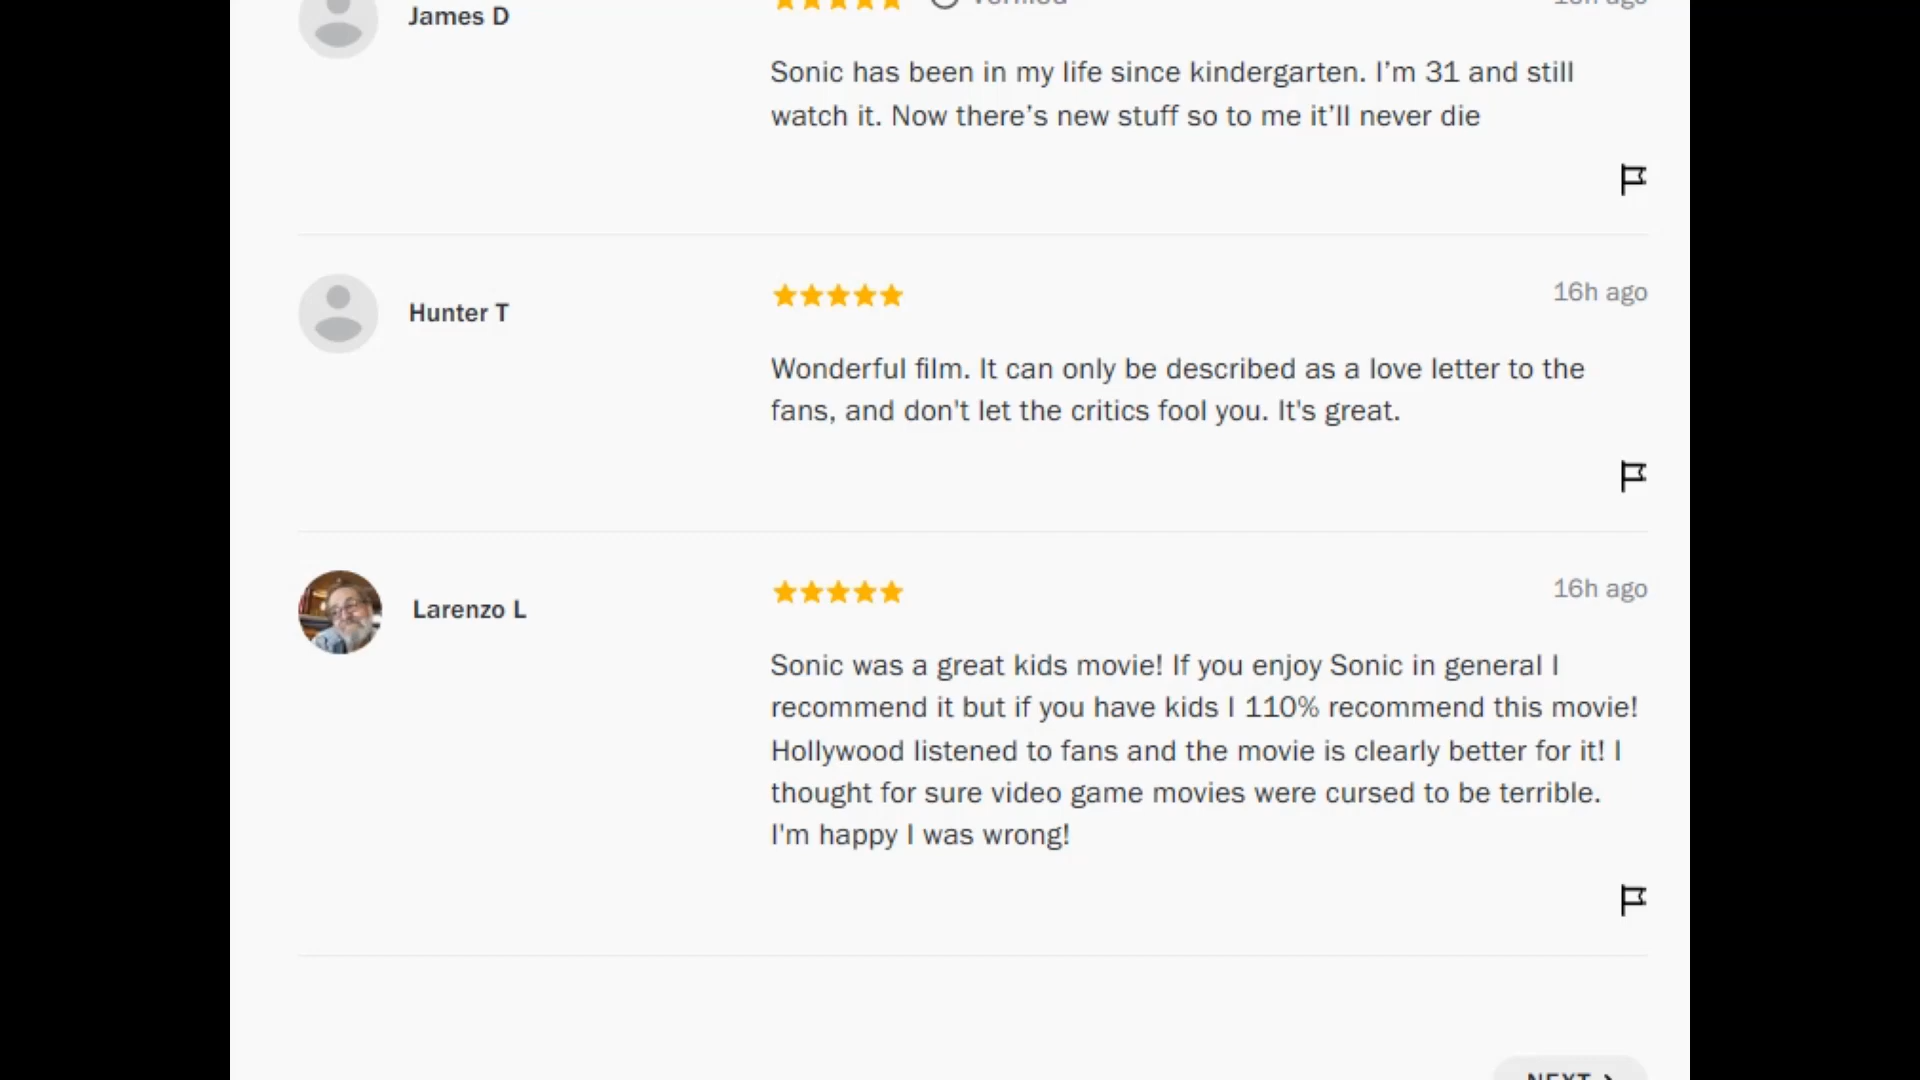 James D
Verified
Sonic has been in my life since kindergarten. I’m 31 and still
watch it. Now there’s new stuff so to me it’ll never die
Hunter T
16h ago
Wonderful film. It can only be described as a love letter to the
fans, and don't let the critics fool you. It's great.
Larenzo L
16h ago
Sonic was a great kids movie! If you enjoy Sonic in general I
recommend it but if you have kids I 110% recommend this movie!
Hollywood listened to fans and the movie is clearly better for it! I
thought for sure video game movies were cursed to be terrible.
I'm happy I was wrong!
NEXT